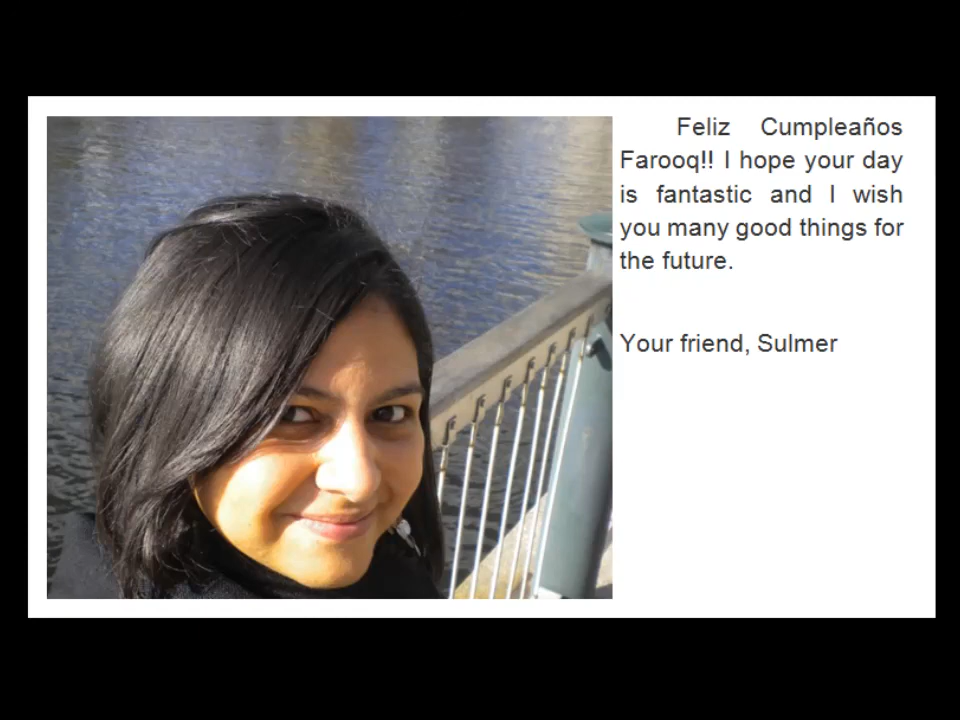 Feliz Cumpleaños
Farooq!! I hope your day
is fantastic and I wish
you many good things for
the future.
Your friend, Sulmer